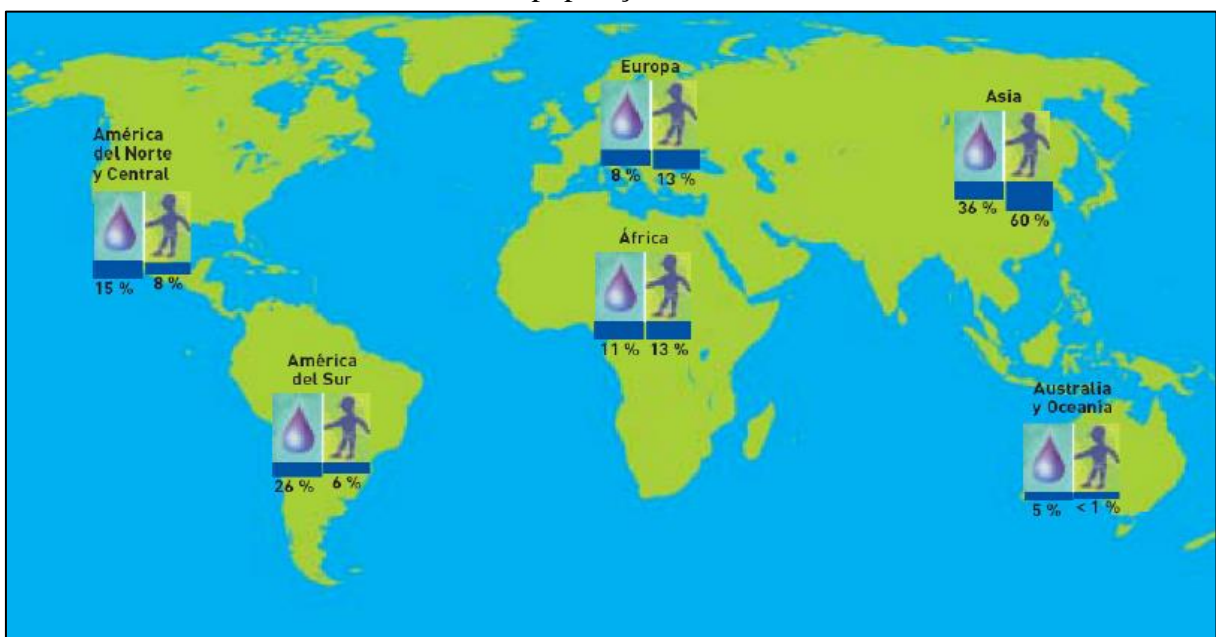 Europa
8 % 13 %
Asia
36 % 60 %
América
del Norte
y Central
15 % 8 %
África
11 % 13 %
América
del Sur
26 % 6 %
Australia
y Oceania
5 % < 1 %